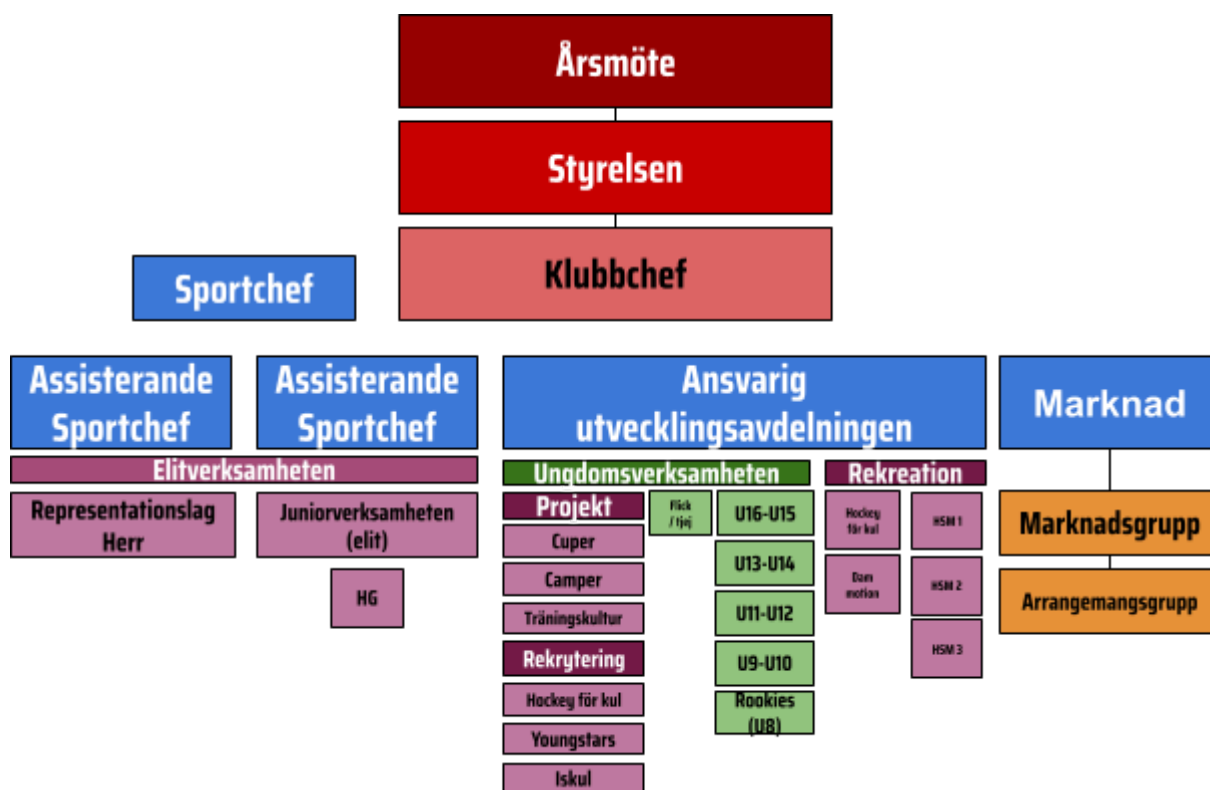 Årsmöte
Styrelsen
Klubbchef
Sportchef
Assisterande
Sportchef
Assisterande
Sportchef
Ansvarig
utvecklingsavdelningen
Marknad
Elitverksamheten
Representationslag
Herr
Juniorverksamheten
(elit)
HG
Ungdomsverksamheten
Projekt
Cuper
Camper
Träningskultur
Rekrytering
Hockey för kul
Youngstars
Iskul
Flick
/ tjej
U16-U15
U13-U14
U11-U12
U9-U10
Rookies
(U8)
Rekreation
Hockey
för kul
Dam
motion
HSM 1
HSM 2
HSM 3
Marknadsgrupp
Arrangemangsgrupp